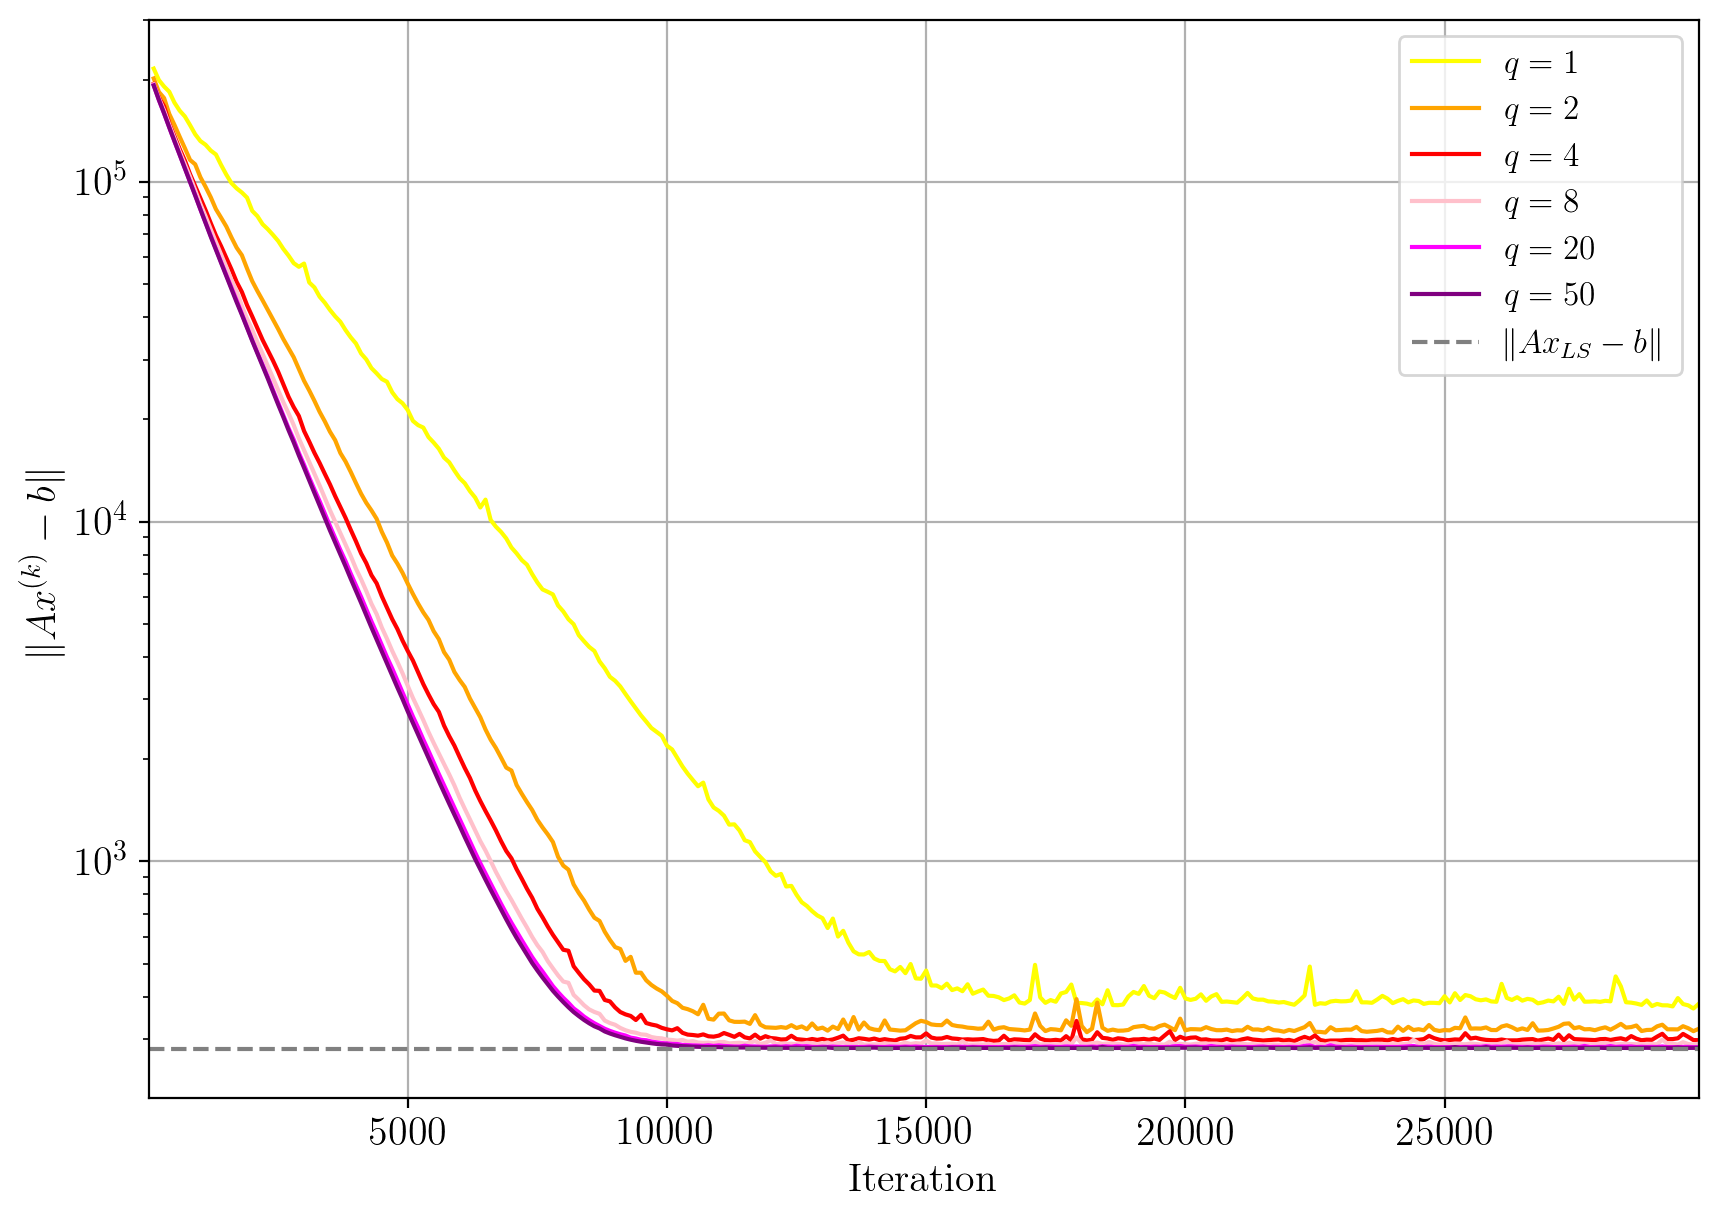 q = 1
q = 2
q = 4
q = 8
q = 20
q = 50
‖Ax_{LS} − b‖
‖Ax^{(k)} − b‖
10^5
10^4
10^3
5000 10000 15000 20000 25000
Iteration